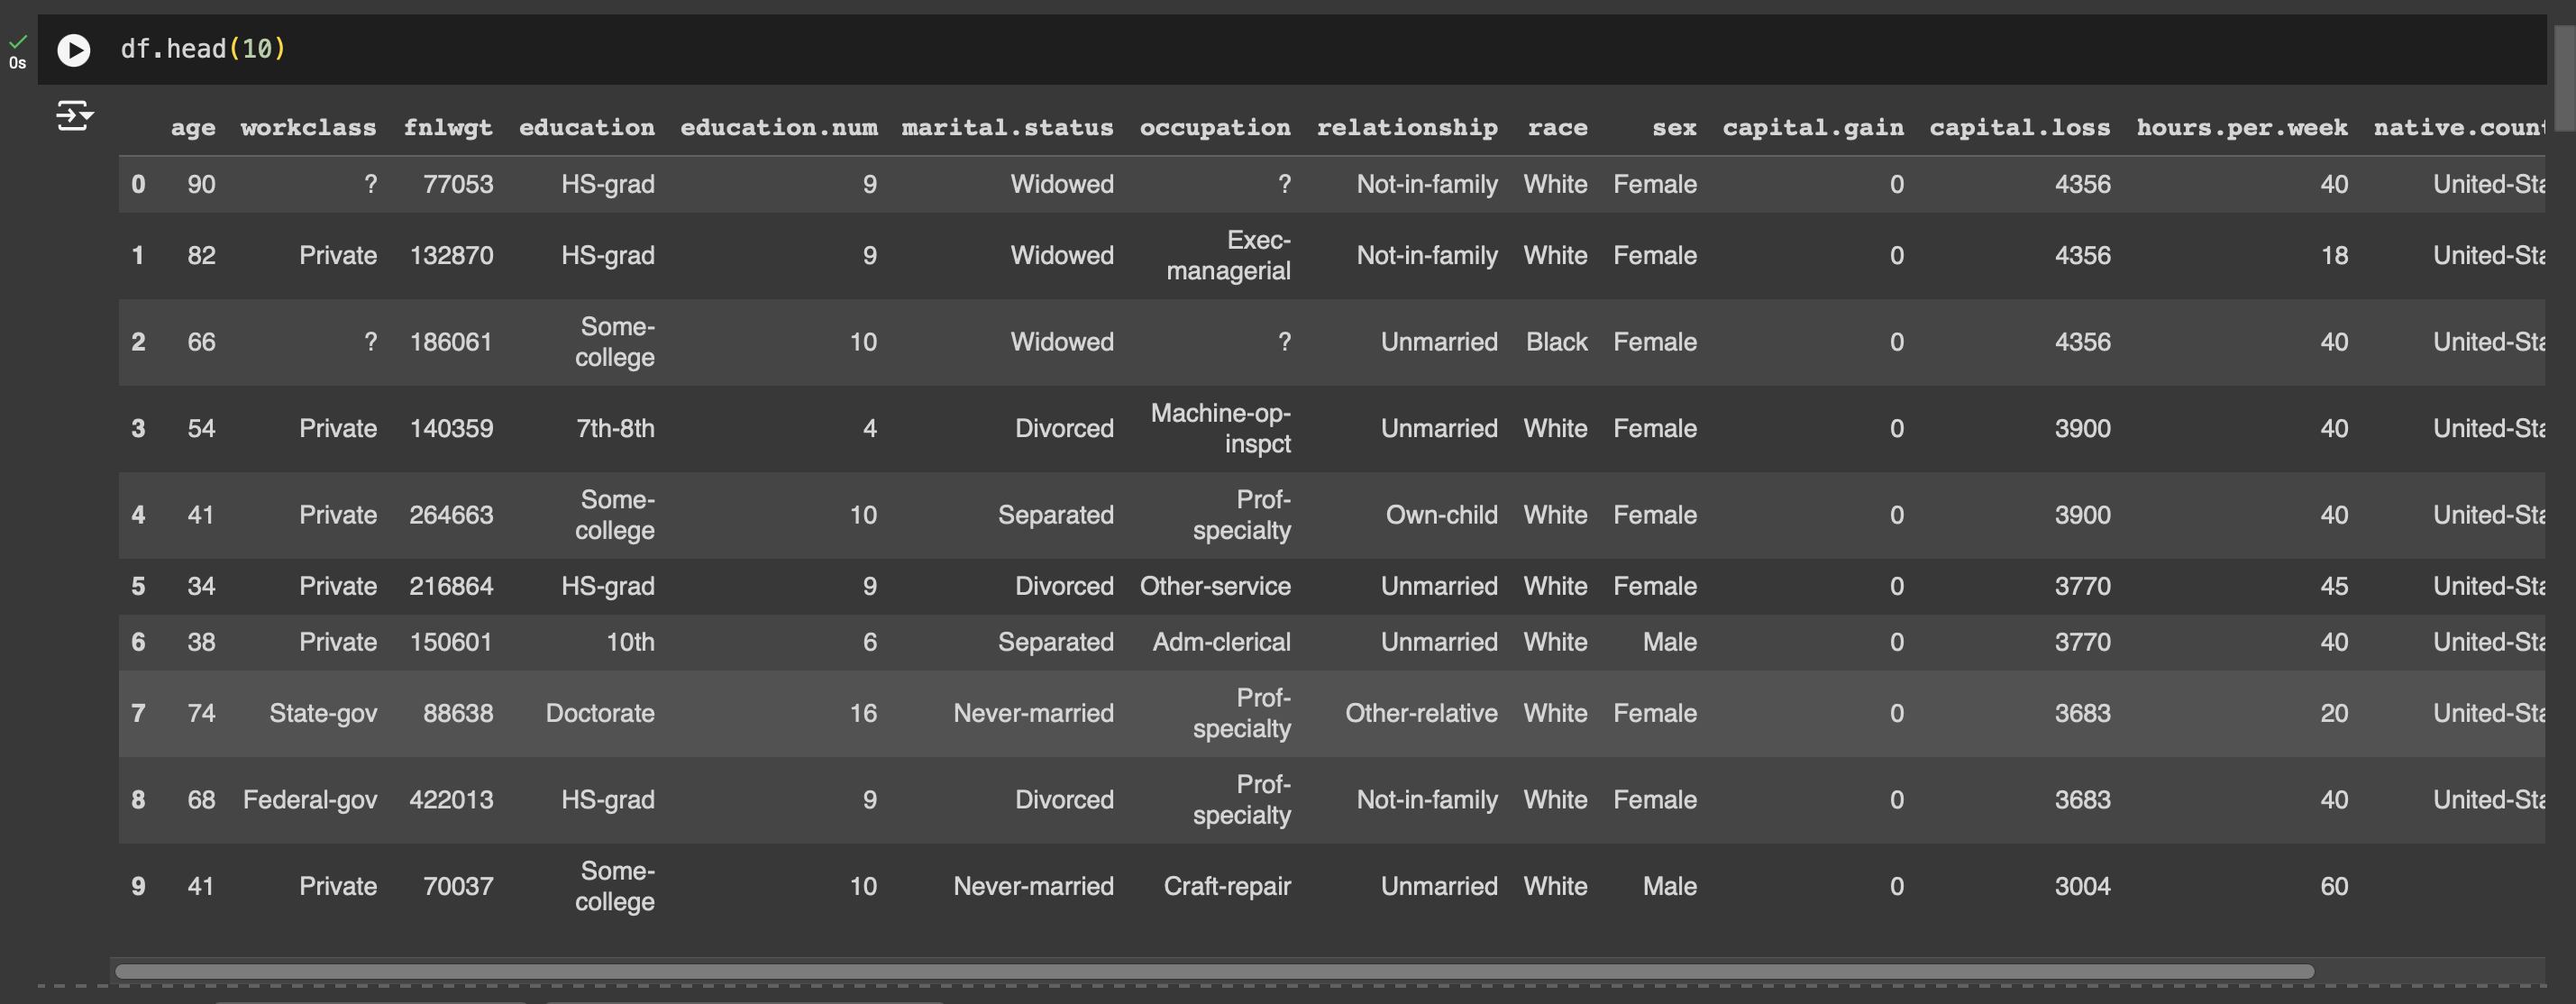 df.head(10)
0s
age workclass fnlwgt education education.num marital.status occupation relationship race sex capital.gain capital.loss hours.per.week native.count
0 90 ? 77053 HS-grad 9 Widowed ? Not-in-family White Female 0 4356 40 United-Sta
1 82 Private 132870 HS-grad 9 Widowed Exec-managerial Not-in-family White Female 0 4356 18 United-Sta
2 66 ? 186061 Some-college 10 Widowed ? Unmarried Black Female 0 4356 40 United-Sta
3 54 Private 140359 7th-8th 4 Divorced Machine-op-inspct Unmarried White Female 0 3900 40 United-Sta
4 41 Private 264663 Some-college 10 Separated Prof-specialty Own-child White Female 0 3900 40 United-Sta
5 34 Private 216864 HS-grad 9 Divorced Other-service Unmarried White Female 0 3770 45 United-Sta
6 38 Private 150601 10th 6 Separated Adm-clerical Unmarried White Male 0 3770 40 United-Sta
7 74 State-gov 88638 Doctorate 16 Never-married Prof-specialty Other-relative White Female 0 3683 20 United-Sta
8 68 Federal-gov 422013 HS-grad 9 Divorced Prof-specialty Not-in-family White Female 0 3683 40 United-Sta
9 41 Private 70037 Some-college 10 Never-married Craft-repair Unmarried White Male 0 3004 60